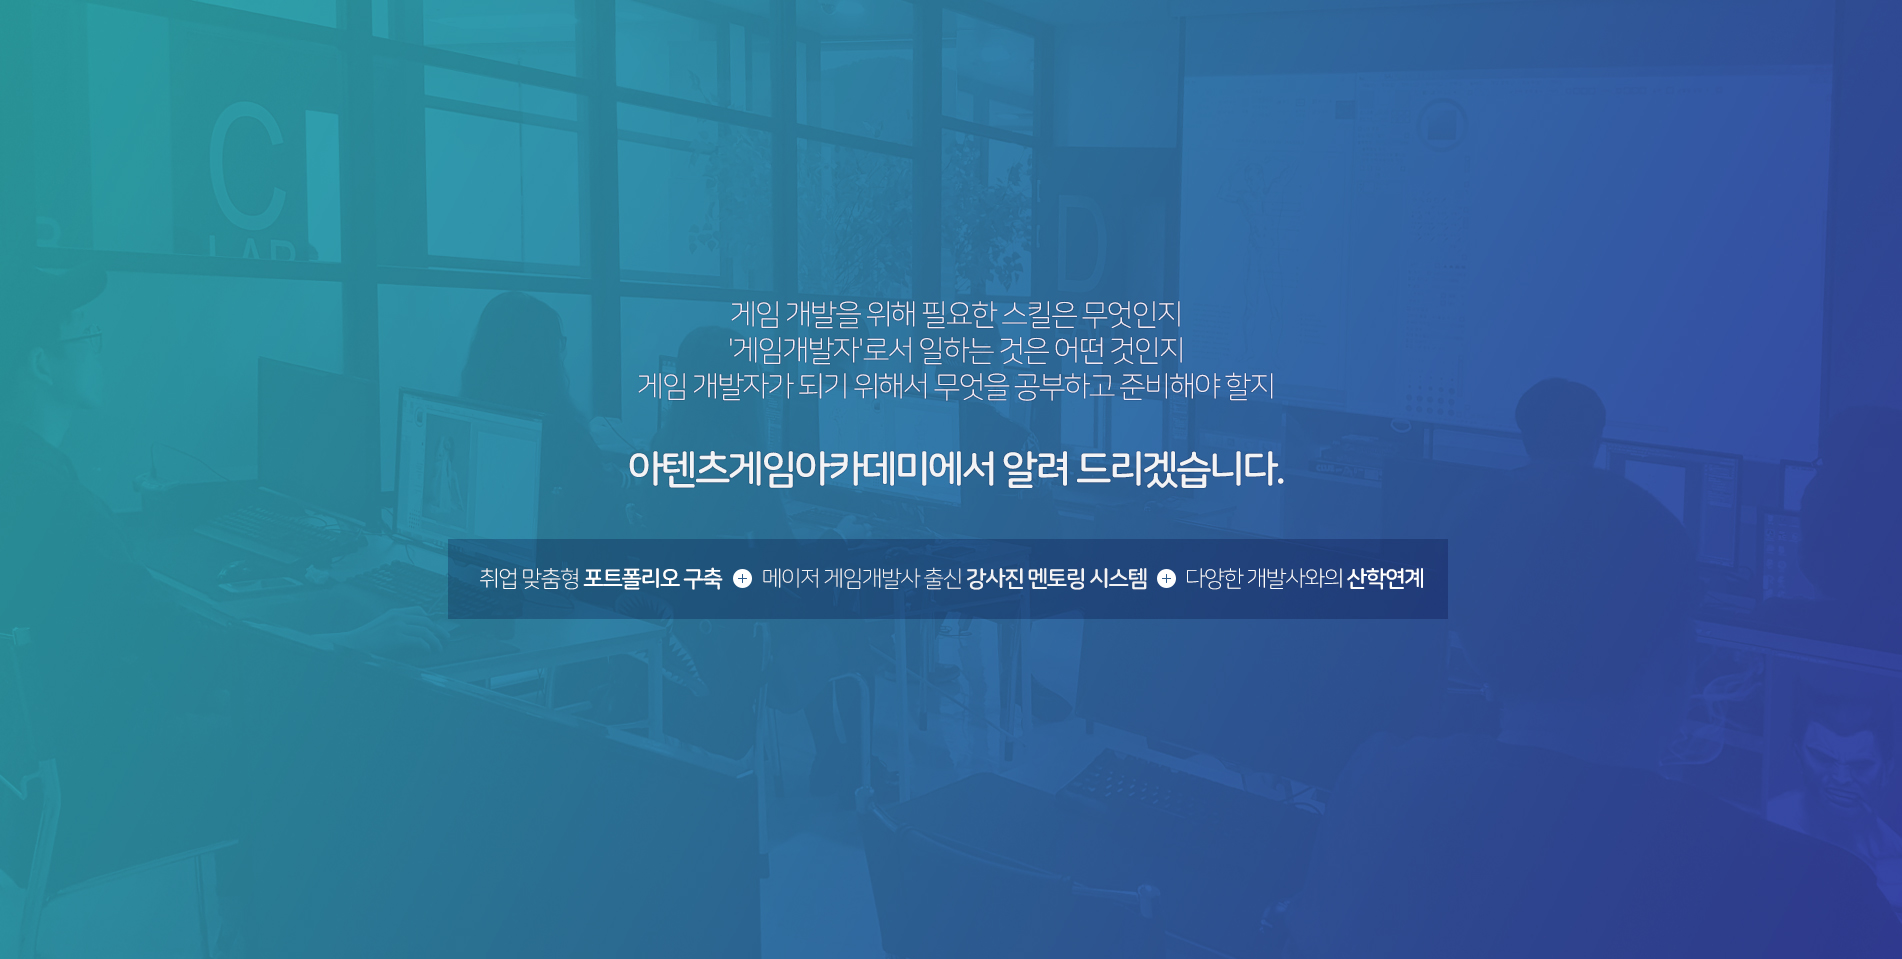 C
LAB
D
게임 개발을 위해 필요한 스킬은 무엇인지
'게임개발자'로서 일하는 것은 어떤 것인지
게임 개발자가 되기 위해서 무엇을 공부하고 준비해야 할지
아텐츠게임아카데미에서 알려 드리겠습니다.
취업 맞춤형 포트폴리오 구축 + 메이저 게임개발사 출신 강사진 멘토링 시스템 + 다양한 개발사와의 산학연계